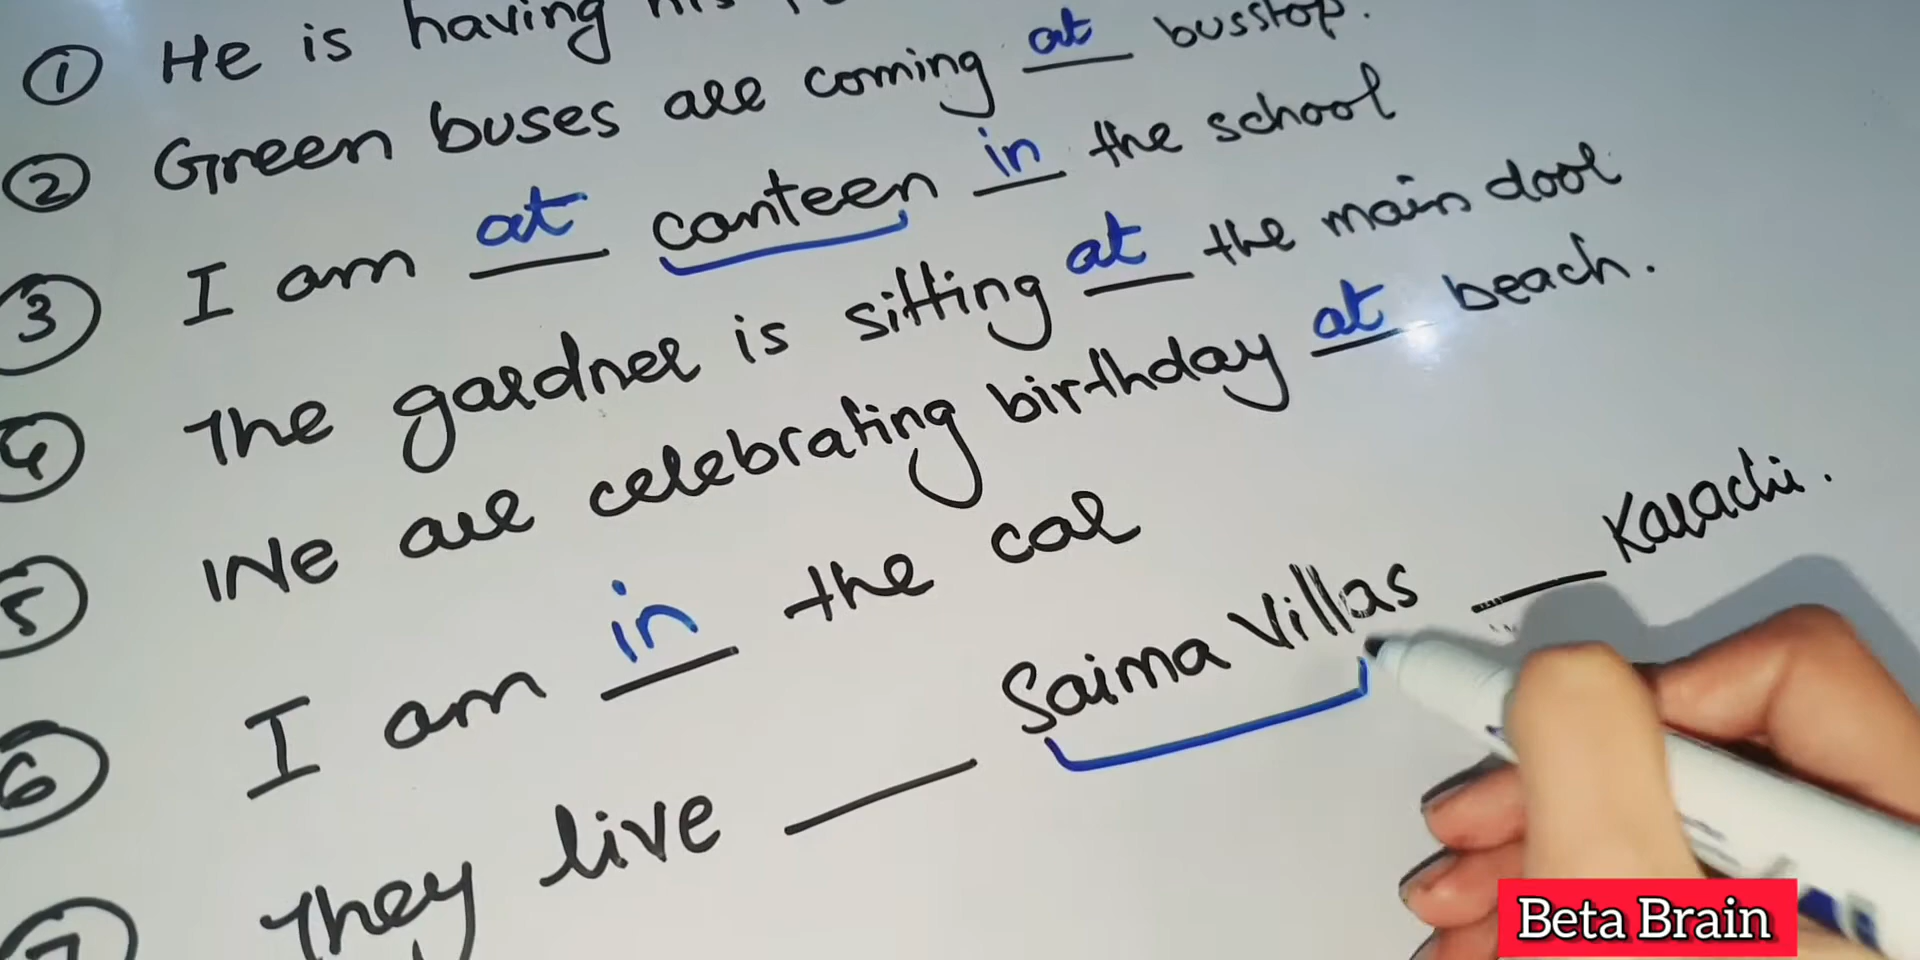 ① He is having his
② Green buses are coming at busstop.
③ I am at canteen in the school
④ The gardner is sitting at the main door
⑤ We are celebrating birthday at beach.
⑥ I am in the car
⑦ They live ___ Saima Villas ___ Karachi.
Beta Brain